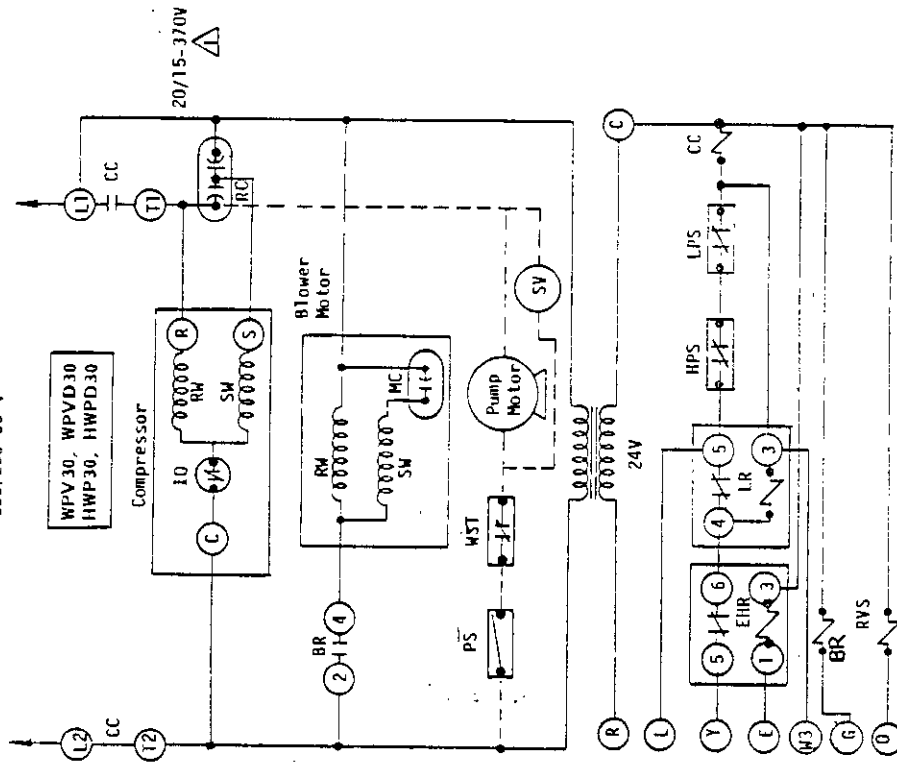 WPV30, WPVD30
HWP30, HWPD30
20/15-370V
1
L1
CC
T1
RC
Compressor
R
RW
S
SW
IO
C
Blower
Motor
RW
SW
MC
L2
CC
T2
2
BR
4
PS
WST
Pump
Motor
SV
24V
R
C
L
Y
5
6
4
5
HPS
LPS
CC
E
1
EHR
3
LR
3
W3
G
BR
O
RVS